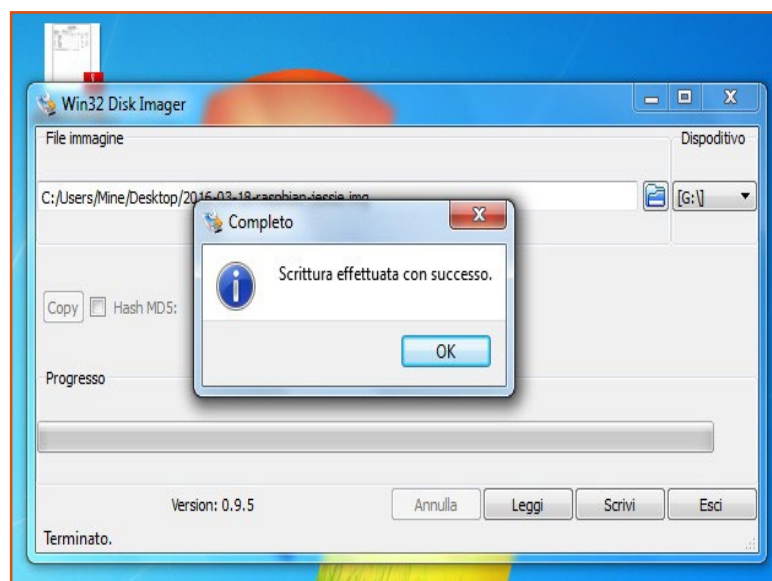 Win32 Disk Imager
File immagine
Dispositivo
C:/Users/Mine/Desktop/2016-03-18-raspbian-jessie.img
[G:\]
Completo
Scrittura effettuata con successo.
OK
Copy
Hash MD5:
Progresso
Version: 0.9.5
Annulla
Leggi
Scrivi
Esci
Terminato.